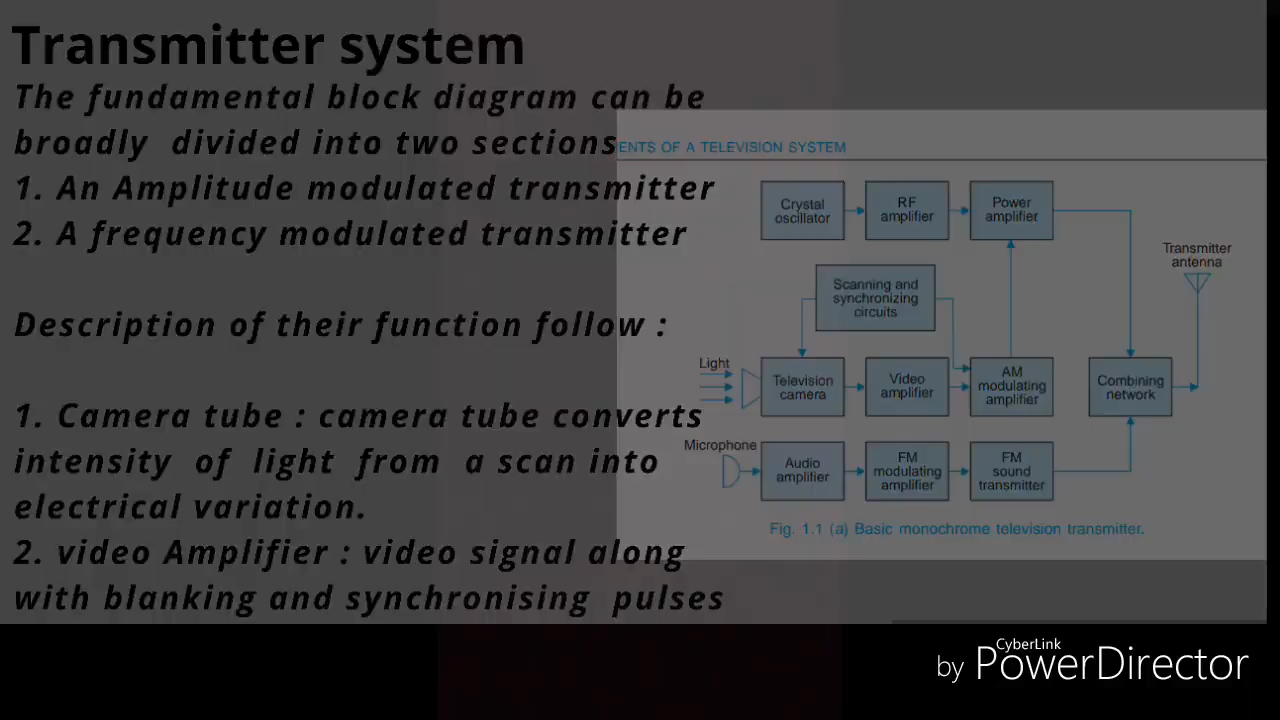 Transmitter system
The fundamental block diagram can be
broadly divided into two sections
1. An Amplitude modulated transmitter
2. A frequency modulated transmitter
Description of their function follow :
1. Camera tube : camera tube converts
intensity of light from a scan into
electrical variation.
2. video Amplifier : video signal along
with blanking and synchronising pulses
ENTS OF A TELEVISION SYSTEM
Crystal
oscillator
RF
amplifier
Power
amplifier
Transmitter
antenna
Scanning and
synchronizing
circuits
Light
Television
camera
Video
amplifier
AM
modulating
amplifier
Combining
network
Microphone
Audio
amplifier
FM
modulating
amplifier
FM
sound
transmitter
Fig. 1.1 (a) Basic monochrome television transmitter.
CyberLink
by PowerDirector